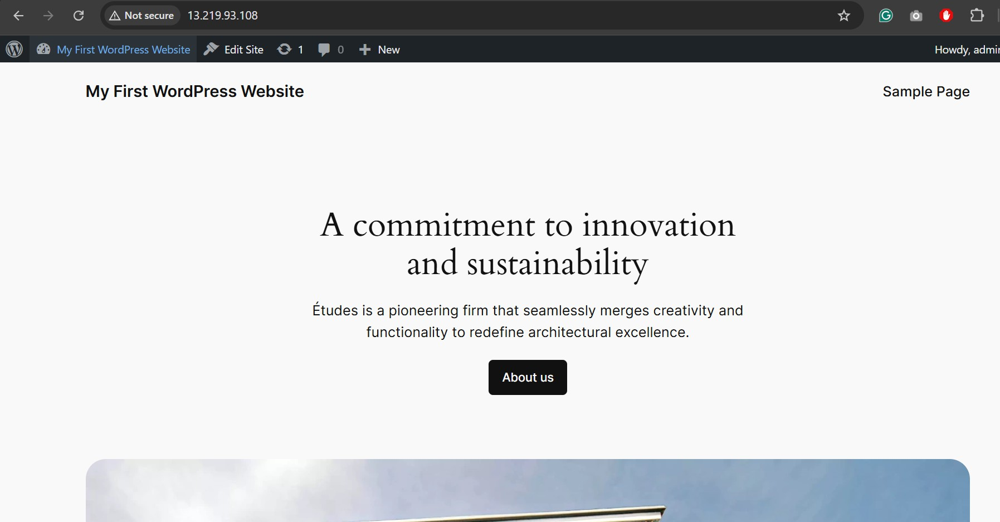 Not secure 13.219.93.108
My First WordPress Website Edit Site 1 0 New Howdy, admin
My First WordPress Website Sample Page
A commitment to innovation
and sustainability
Études is a pioneering firm that seamlessly merges creativity and
functionality to redefine architectural excellence.
About us